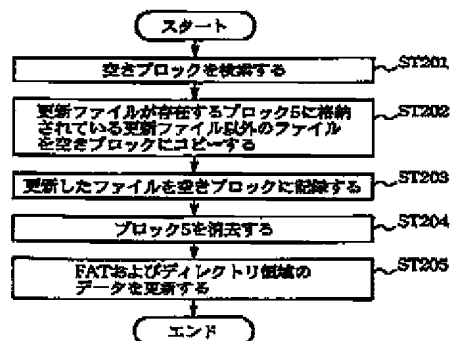 スタート
空きブロックを検索する
ST201
更新ファイルが存在するブロック5に格納
されている更新ファイル以外のファイル
を空きブロックにコピーする
ST202
更新したファイルを空きブロックに記録する
ST203
ブロック5を消去する
ST204
FATおよびディレクトリ領域の
データを更新する
ST205
エンド